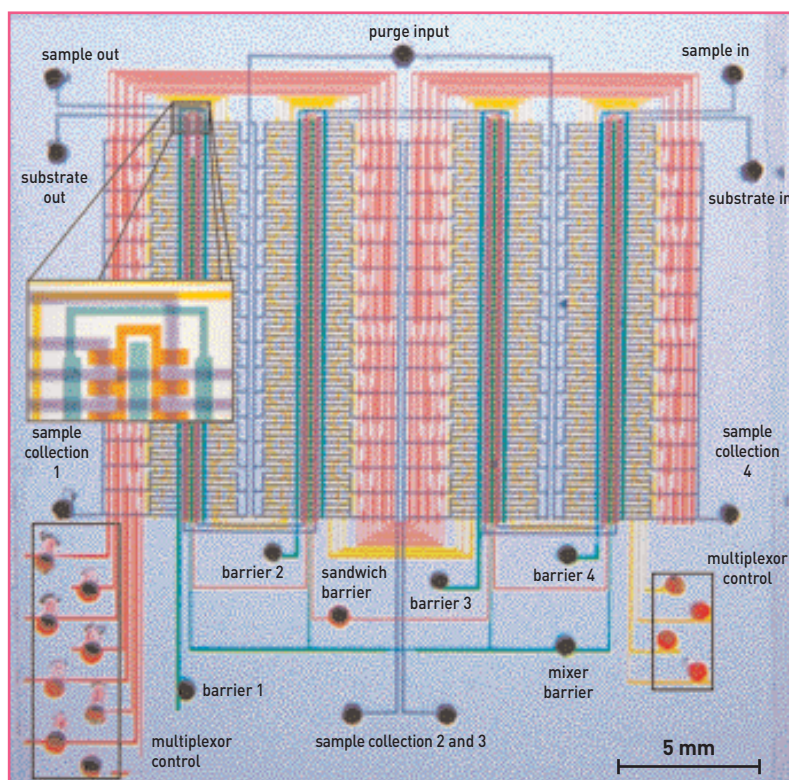 purge input
sample out
sample in
substrate
out
substrate in
sample
collection
1
sample
collection
4
barrier 2
sandwich
barrier
barrier 3
barrier 4
multiplexor
control
barrier 1
mixer
barrier
multiplexor
control
sample collection 2 and 3
5 mm